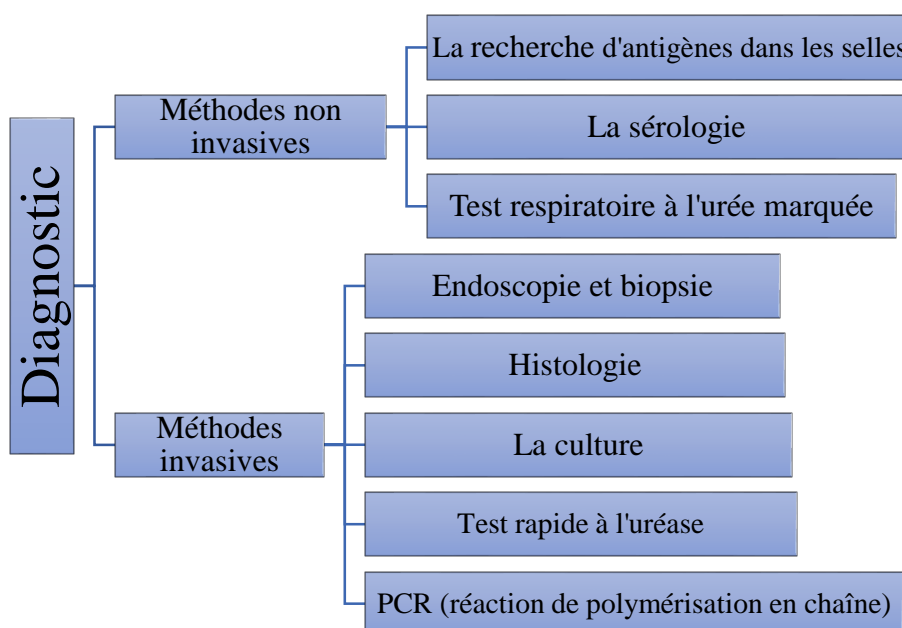 Diagnostic
Méthodes non
invasives
La recherche d'antigènes dans les selles
La sérologie
Test respiratoire à l'urée marquée
Méthodes
invasives
Endoscopie et biopsie
Histologie
La culture
Test rapide à l'uréase
PCR (réaction de polymérisation en chaîne)